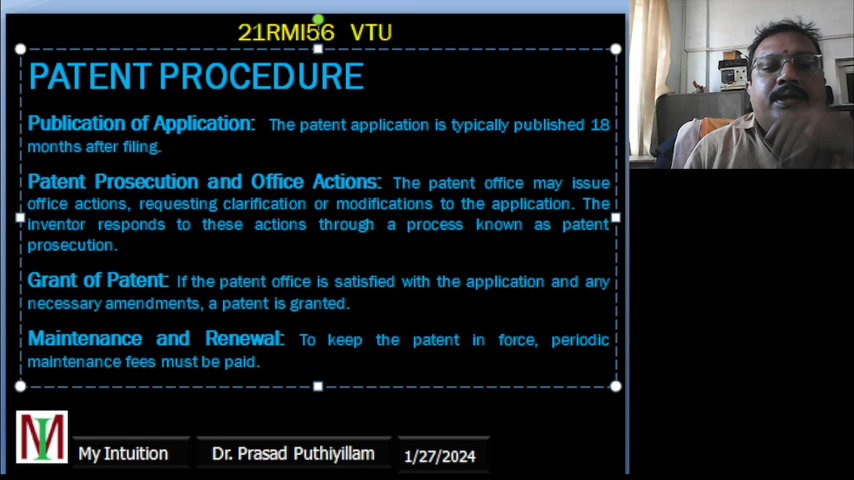 21RMI56 VTU
PATENT PROCEDURE
Publication of Application: The patent application is typically published 18
months after filing.
Patent Prosecution and Office Actions: The patent office may issue
office actions, requesting clarification or modifications to the application. The
inventor responds to these actions through a process known as patent
prosecution.
Grant of Patent: If the patent office is satisfied with the application and any
necessary amendments, a patent is granted.
Maintenance and Renewal: To keep the patent in force, periodic
maintenance fees must be paid.
MI
My Intuition
Dr. Prasad Puthiyillam
1/27/2024